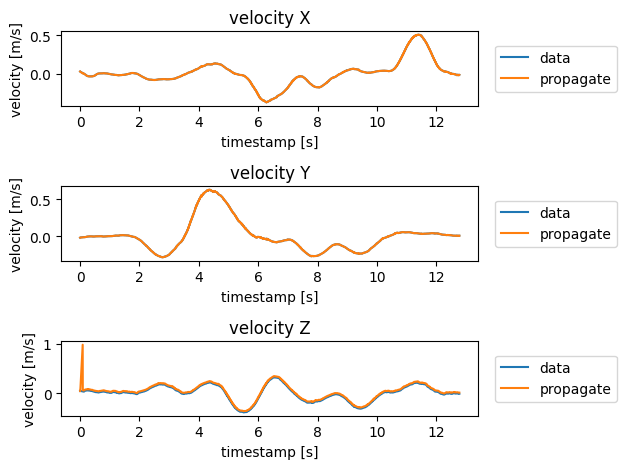 velocity X
velocity [m/s]
0.5
0.0
0 2 4 6 8 10 12
timestamp [s]
data
propagate
velocity Y
velocity [m/s]
0.5
0.0
0 2 4 6 8 10 12
timestamp [s]
data
propagate
velocity Z
velocity [m/s]
1
0
0 2 4 6 8 10 12
timestamp [s]
data
propagate